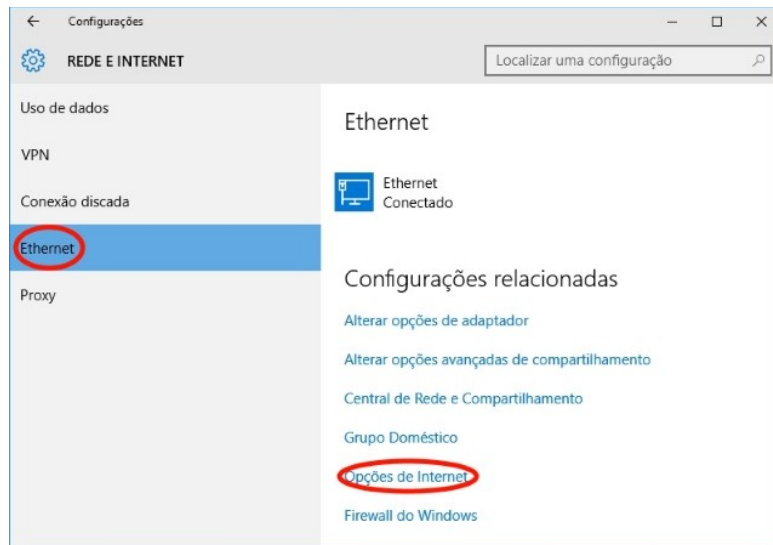 Configurações
REDE E INTERNET
Localizar uma configuração
Uso de dados
VPN
Conexão discada
Ethernet
Proxy
Ethernet
Ethernet
Conectado
Configurações relacionadas
Alterar opções de adaptador
Alterar opções avançadas de compartilhamento
Central de Rede e Compartilhamento
Grupo Doméstico
Opções de Internet
Firewall do Windows